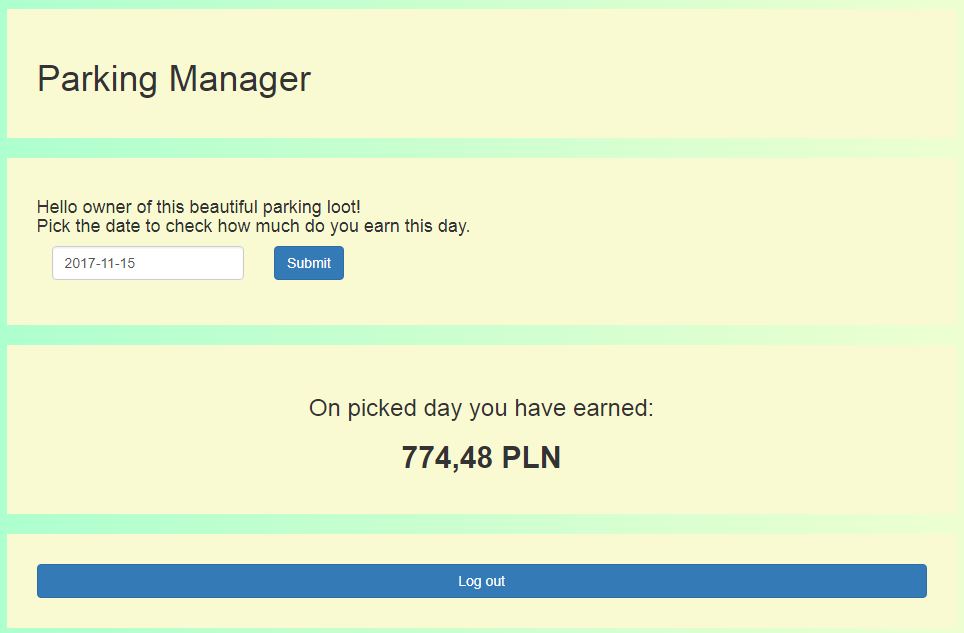 Parking Manager
Hello owner of this beautiful parking loot!
Pick the date to check how much do you earn this day.
2017-11-15 Submit
On picked day you have earned:
774,48 PLN
Log out